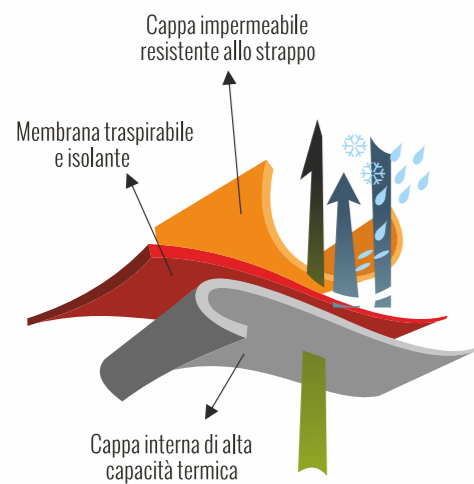 Cappa impermeabile
resistente allo strappo
Membrana traspirabile
e isolante
Cappa interna di alta
capacità termica